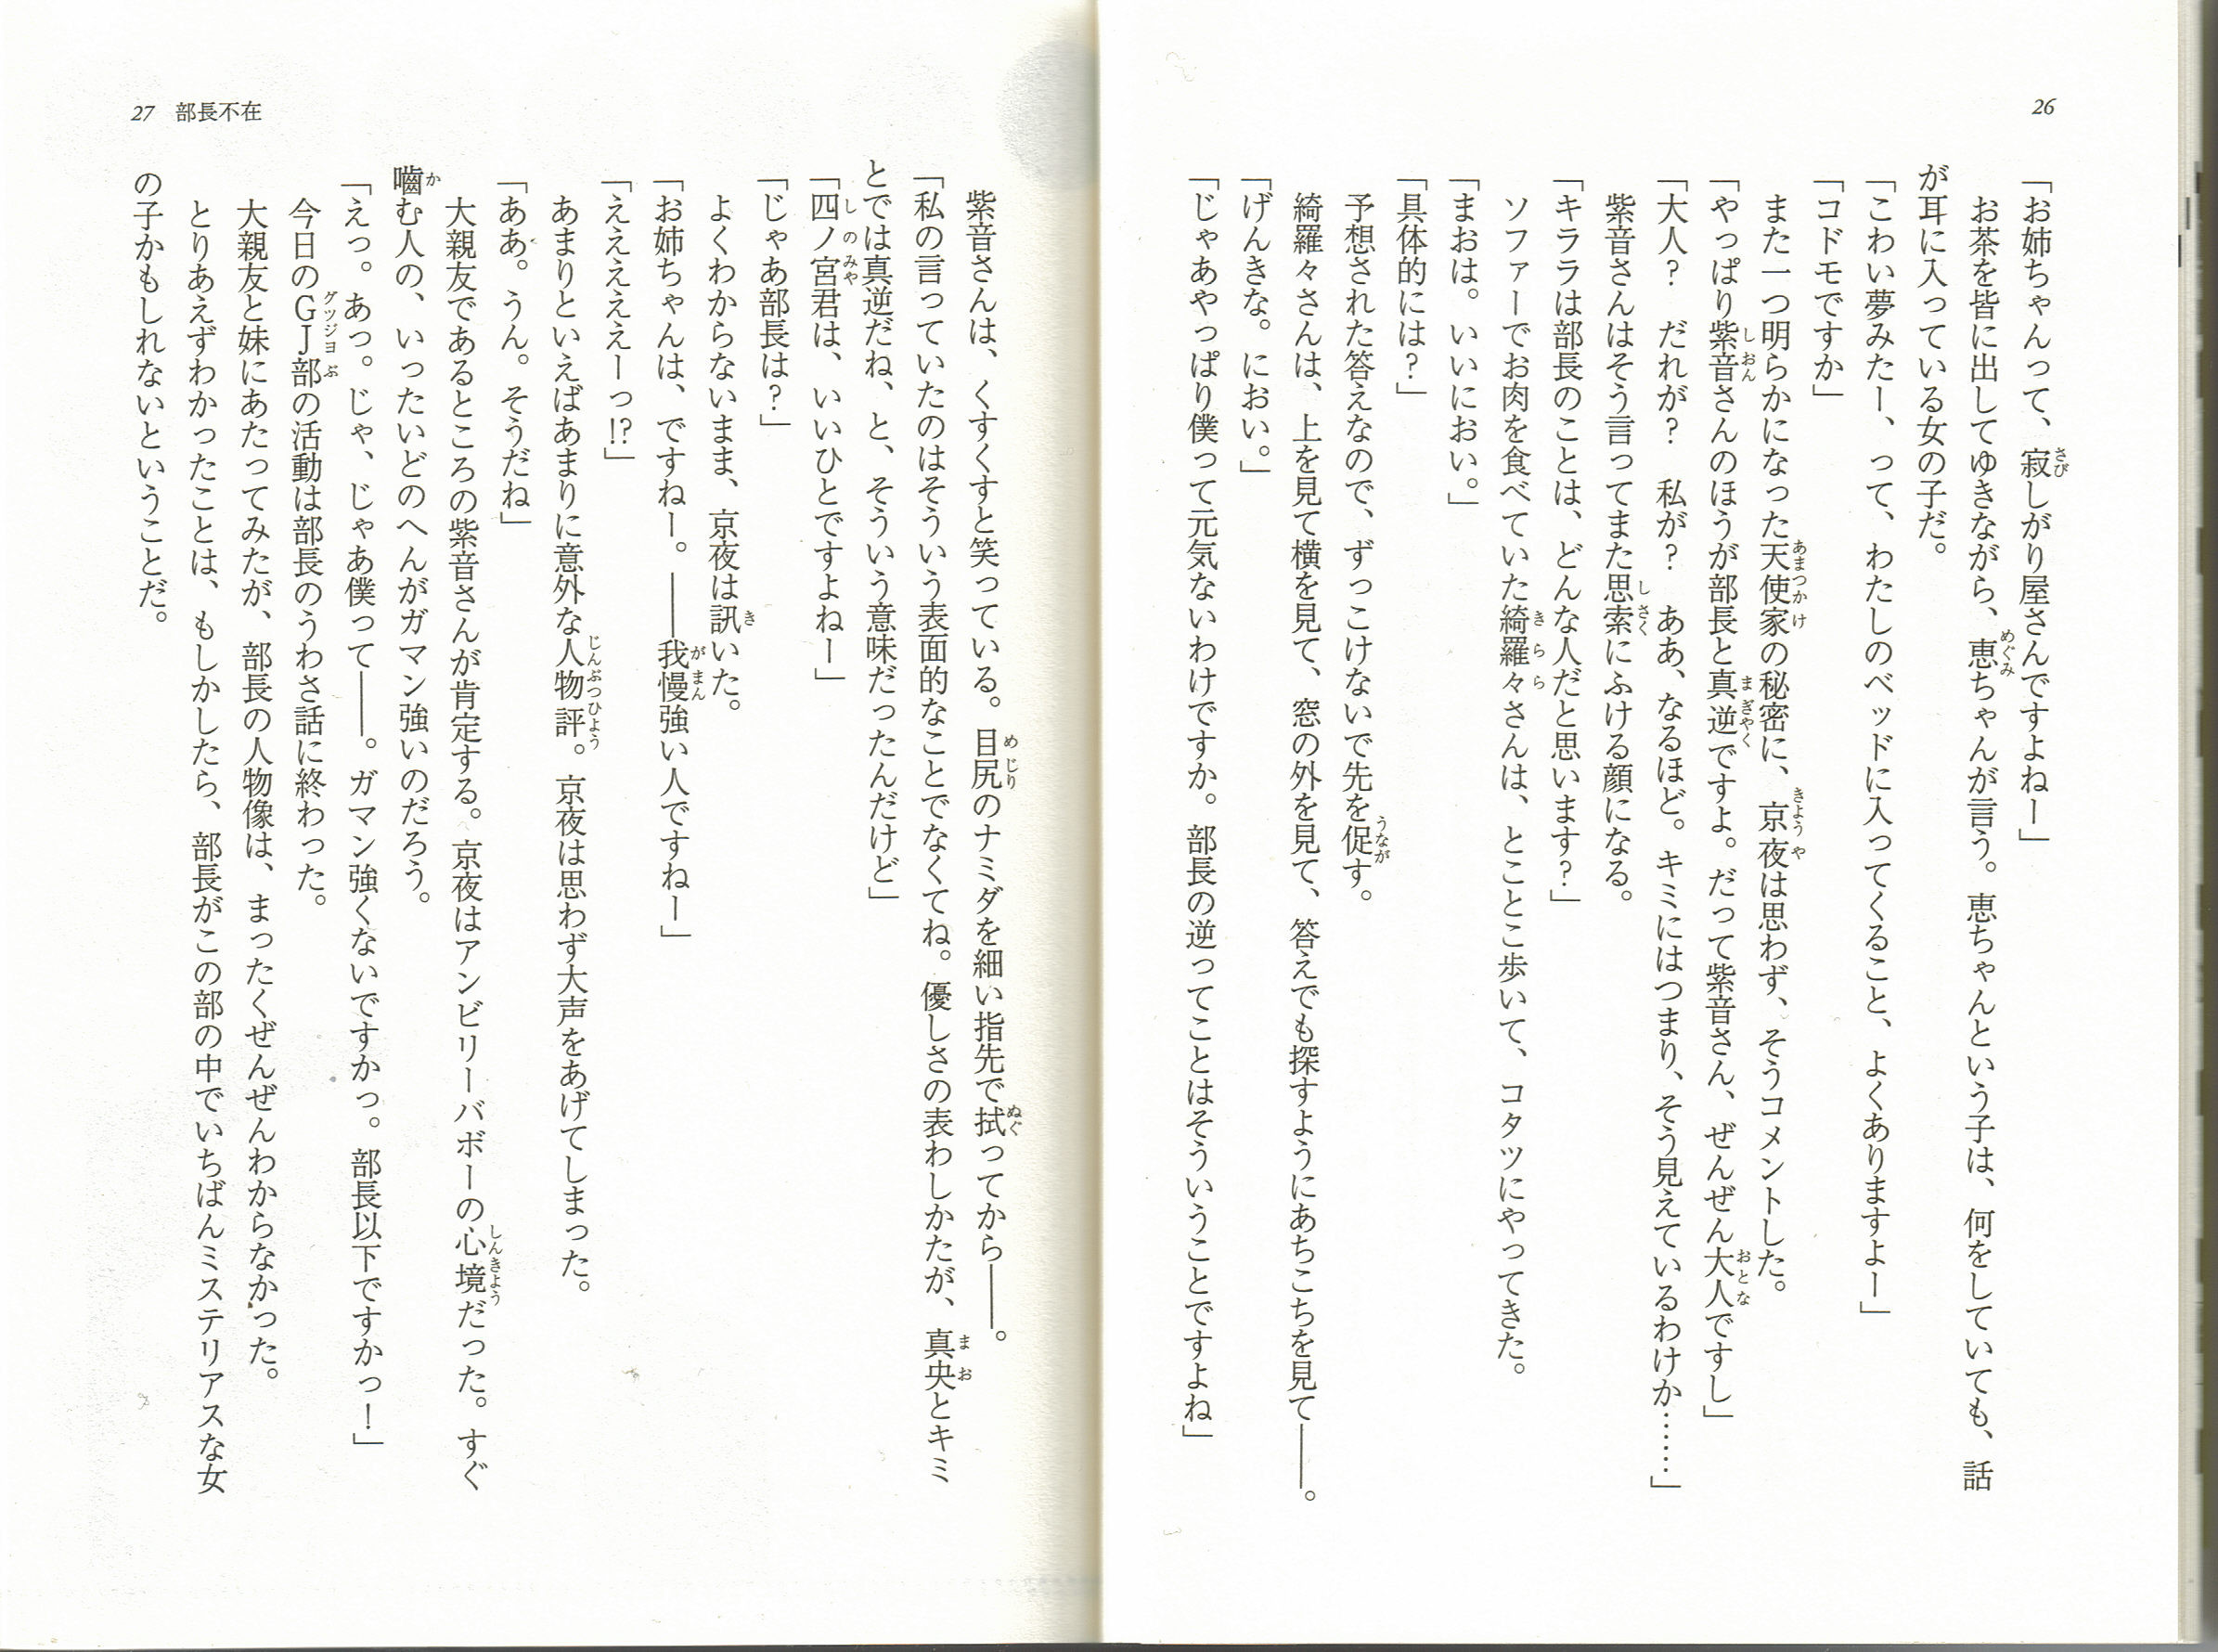 26
「お姉ちゃんって、寂しがり屋さんですよねー」
お茶を皆に出してゆきながら、恵ちゃんが言う。恵ちゃんという子は、何をしていても、話
が耳に入っている女の子だ。
「こわい夢みたー、って、わたしのベッドに入ってくること、よくありますよー」
「コドモですか」
また一つ明らかになった天使家の秘密に、京夜は思わず、そうコメントした。
「やっぱり紫音さんのほうが部長と真逆ですよ。だって紫音さん、ぜんぜん大人ですし」
「大人？　だれが？　私が？　ああ、なるほど。キミにはつまり、そう見えているわけか……」
紫音さんはそう言ってまた思索にふける顔になる。
「キララは部長のことは、どんな人だと思います？」
ソファーでお肉を食べていた綺羅々さんは、とことこ歩いて、コタツにやってきた。
「まおは。いいにおい。」
「具体的には？」
予想された答えなので、ずっこけないで先を促す。
綺羅々さんは、上を見て横を見て、窓の外を見て、答えでも探すようにあちこちを見て――。
「げんきな。におい。」
「じゃあやっぱり僕って元気ないわけですか。部長の逆ってことはそういうことですよね」
27　部長不在
紫音さんは、くすくすと笑っている。目尻のナミダを細い指先で拭ってから――。
「私の言っていたのはそういう表面的なことでなくてね。優しさの表わしかたが、真央とキミ
とでは真逆だね、と、そういう意味だったんだけど」
「四ノ宮君は、いいひとですよねー」
「じゃあ部長は？」
よくわからないまま、京夜は訊いた。
「お姉ちゃんは、ですねー。――我慢強い人ですねー」
「えええええーっ!?」
あまりといえばあまりに意外な人物評。京夜は思わず大声をあげてしまった。
「ああ。うん。そうだね」
大親友であるところの紫音さんが肯定する。京夜はアンビリーバボーの心境だった。すぐ
嚙む人の、いったいどのへんがガマン強いのだろう。
「えっ。あっ。じゃ、じゃあ僕って――。ガマン強くないですかっ。部長以下ですかっ！」
今日のＧＪ部の活動は部長のうわさ話に終わった。
大親友と妹にあたってみたが、部長の人物像は、まったくぜんぜんわからなかった。
とりあえずわかったことは、もしかしたら、部長がこの部の中でいちばんミステリアスな女
の子かもしれないということだ。